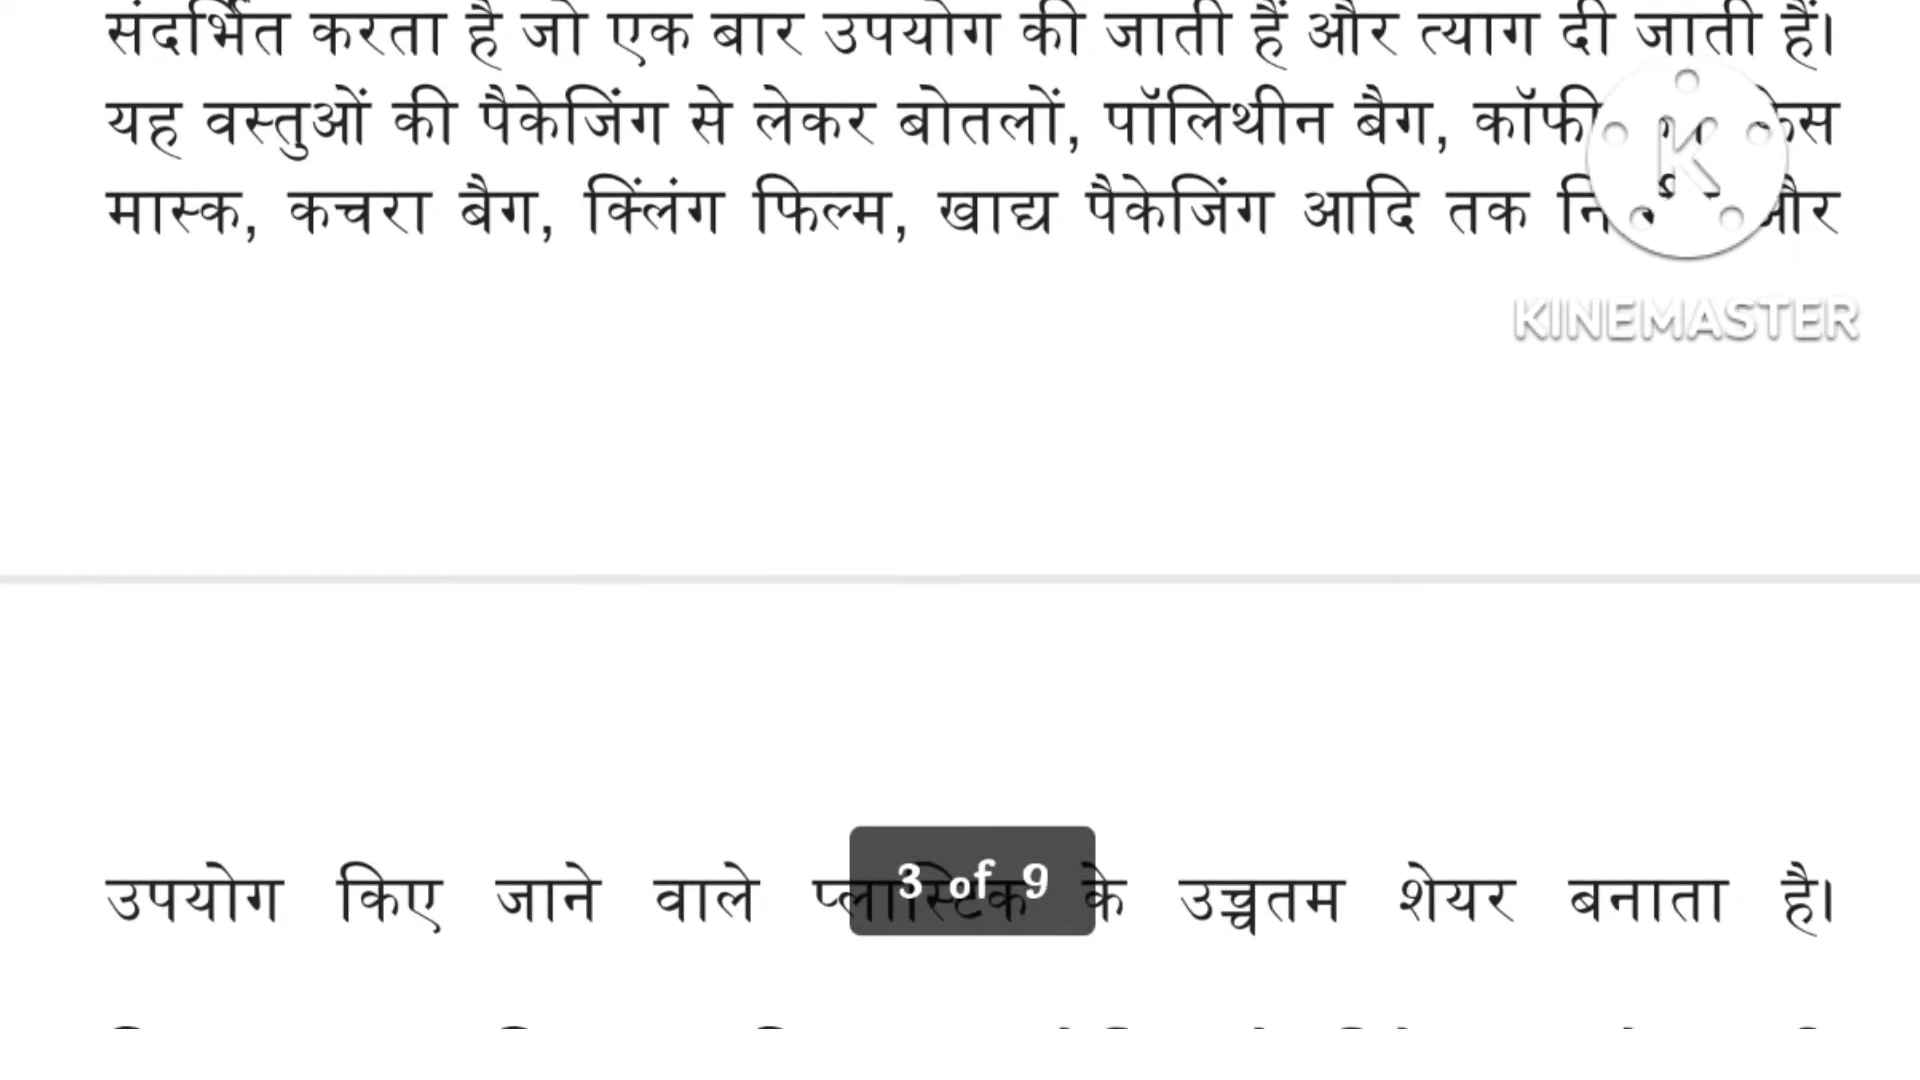 संदर्भित करता है जो एक बार उपयोग की जाती हैं और त्याग दी जाती हैं।
यह वस्तुओं की पैकेजिंग से लेकर बोतलों, पॉलिथीन बैग, कॉफी
मास्क, कचरा बैग, क्लिंग फिल्म, खाद्य पैकेजिंग आदि तक और
KINEMASTER
उपयोग किए जाने वाले प्लास्टिक के उच्चतम शेयर बनाता है।
3 of 9